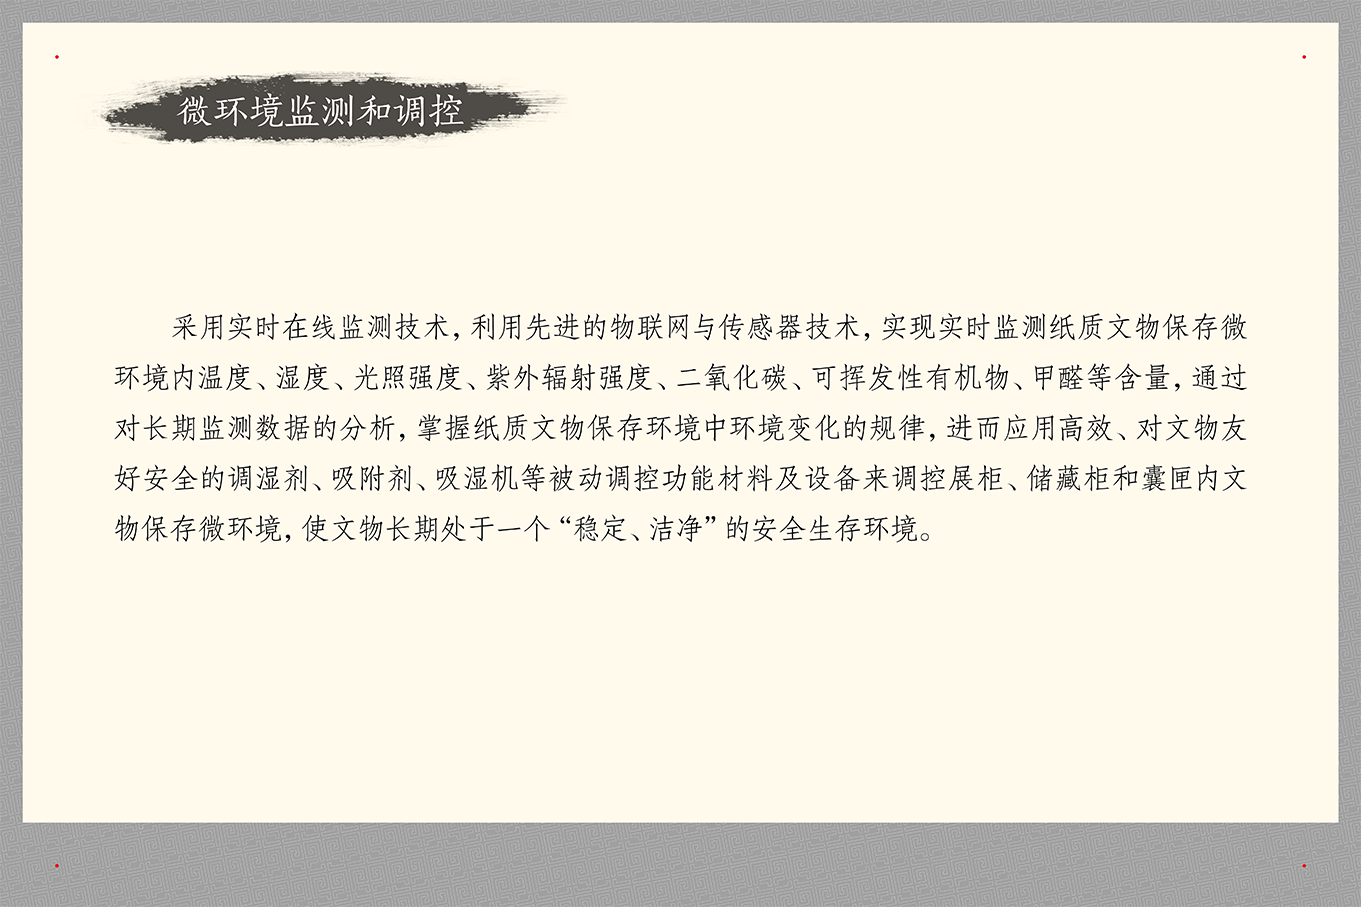 微环境监测和调控
采用实时在线监测技术，利用先进的物联网与传感器技术，实现实时监测纸质文物保存微
环境内温度、湿度、光照强度、紫外辐射强度、二氧化碳、可挥发性有机物、甲醛等含量，通过
对长期监测数据的分析，掌握纸质文物保存环境中环境变化的规律，进而应用高效、对文物友
好安全的调湿剂、吸附剂、吸湿机等被动调控功能材料及设备来调控展柜、储藏柜和囊匣内文
物保存微环境，使文物长期处于一个“稳定、洁净”的安全生存环境。